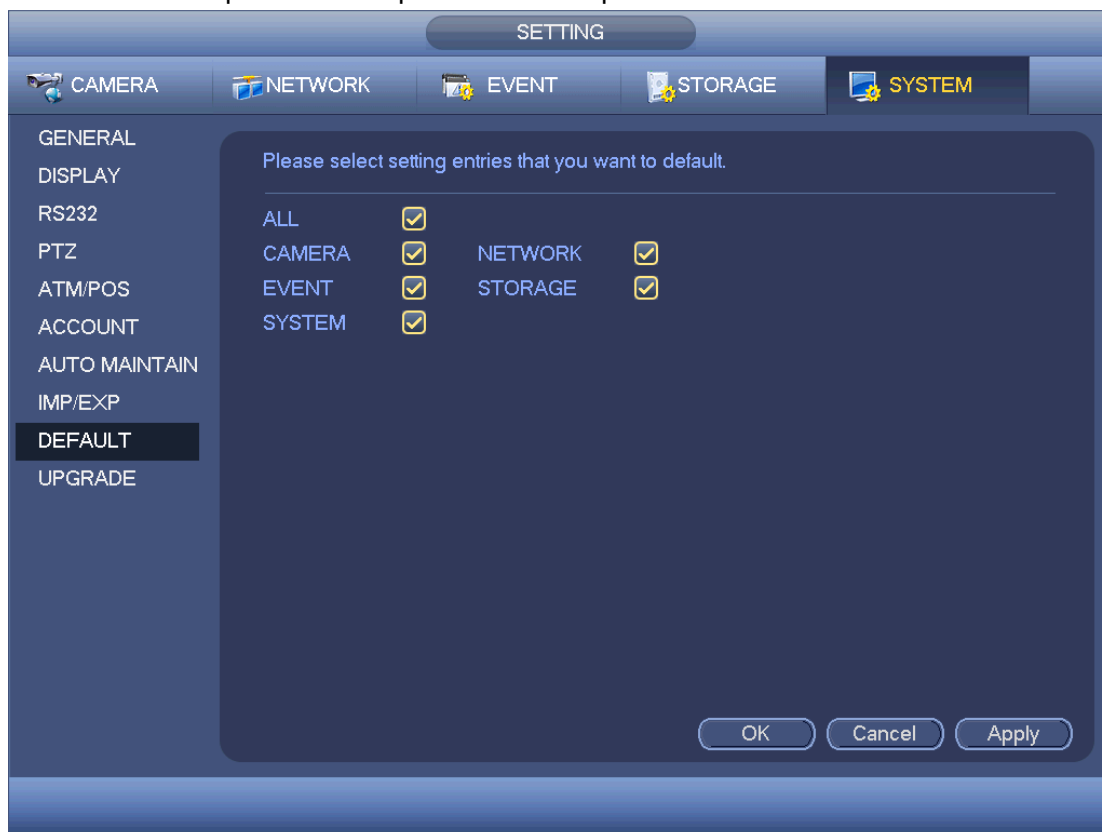 SETTING
CAMERA NETWORK EVENT STORAGE SYSTEM
GENERAL
DISPLAY
RS232
PTZ
ATM/POS
ACCOUNT
AUTO MAINTAIN
IMP/EXP
DEFAULT
UPGRADE
Please select setting entries that you want to default.
ALL
CAMERA NETWORK
EVENT STORAGE
SYSTEM
OK Cancel Apply